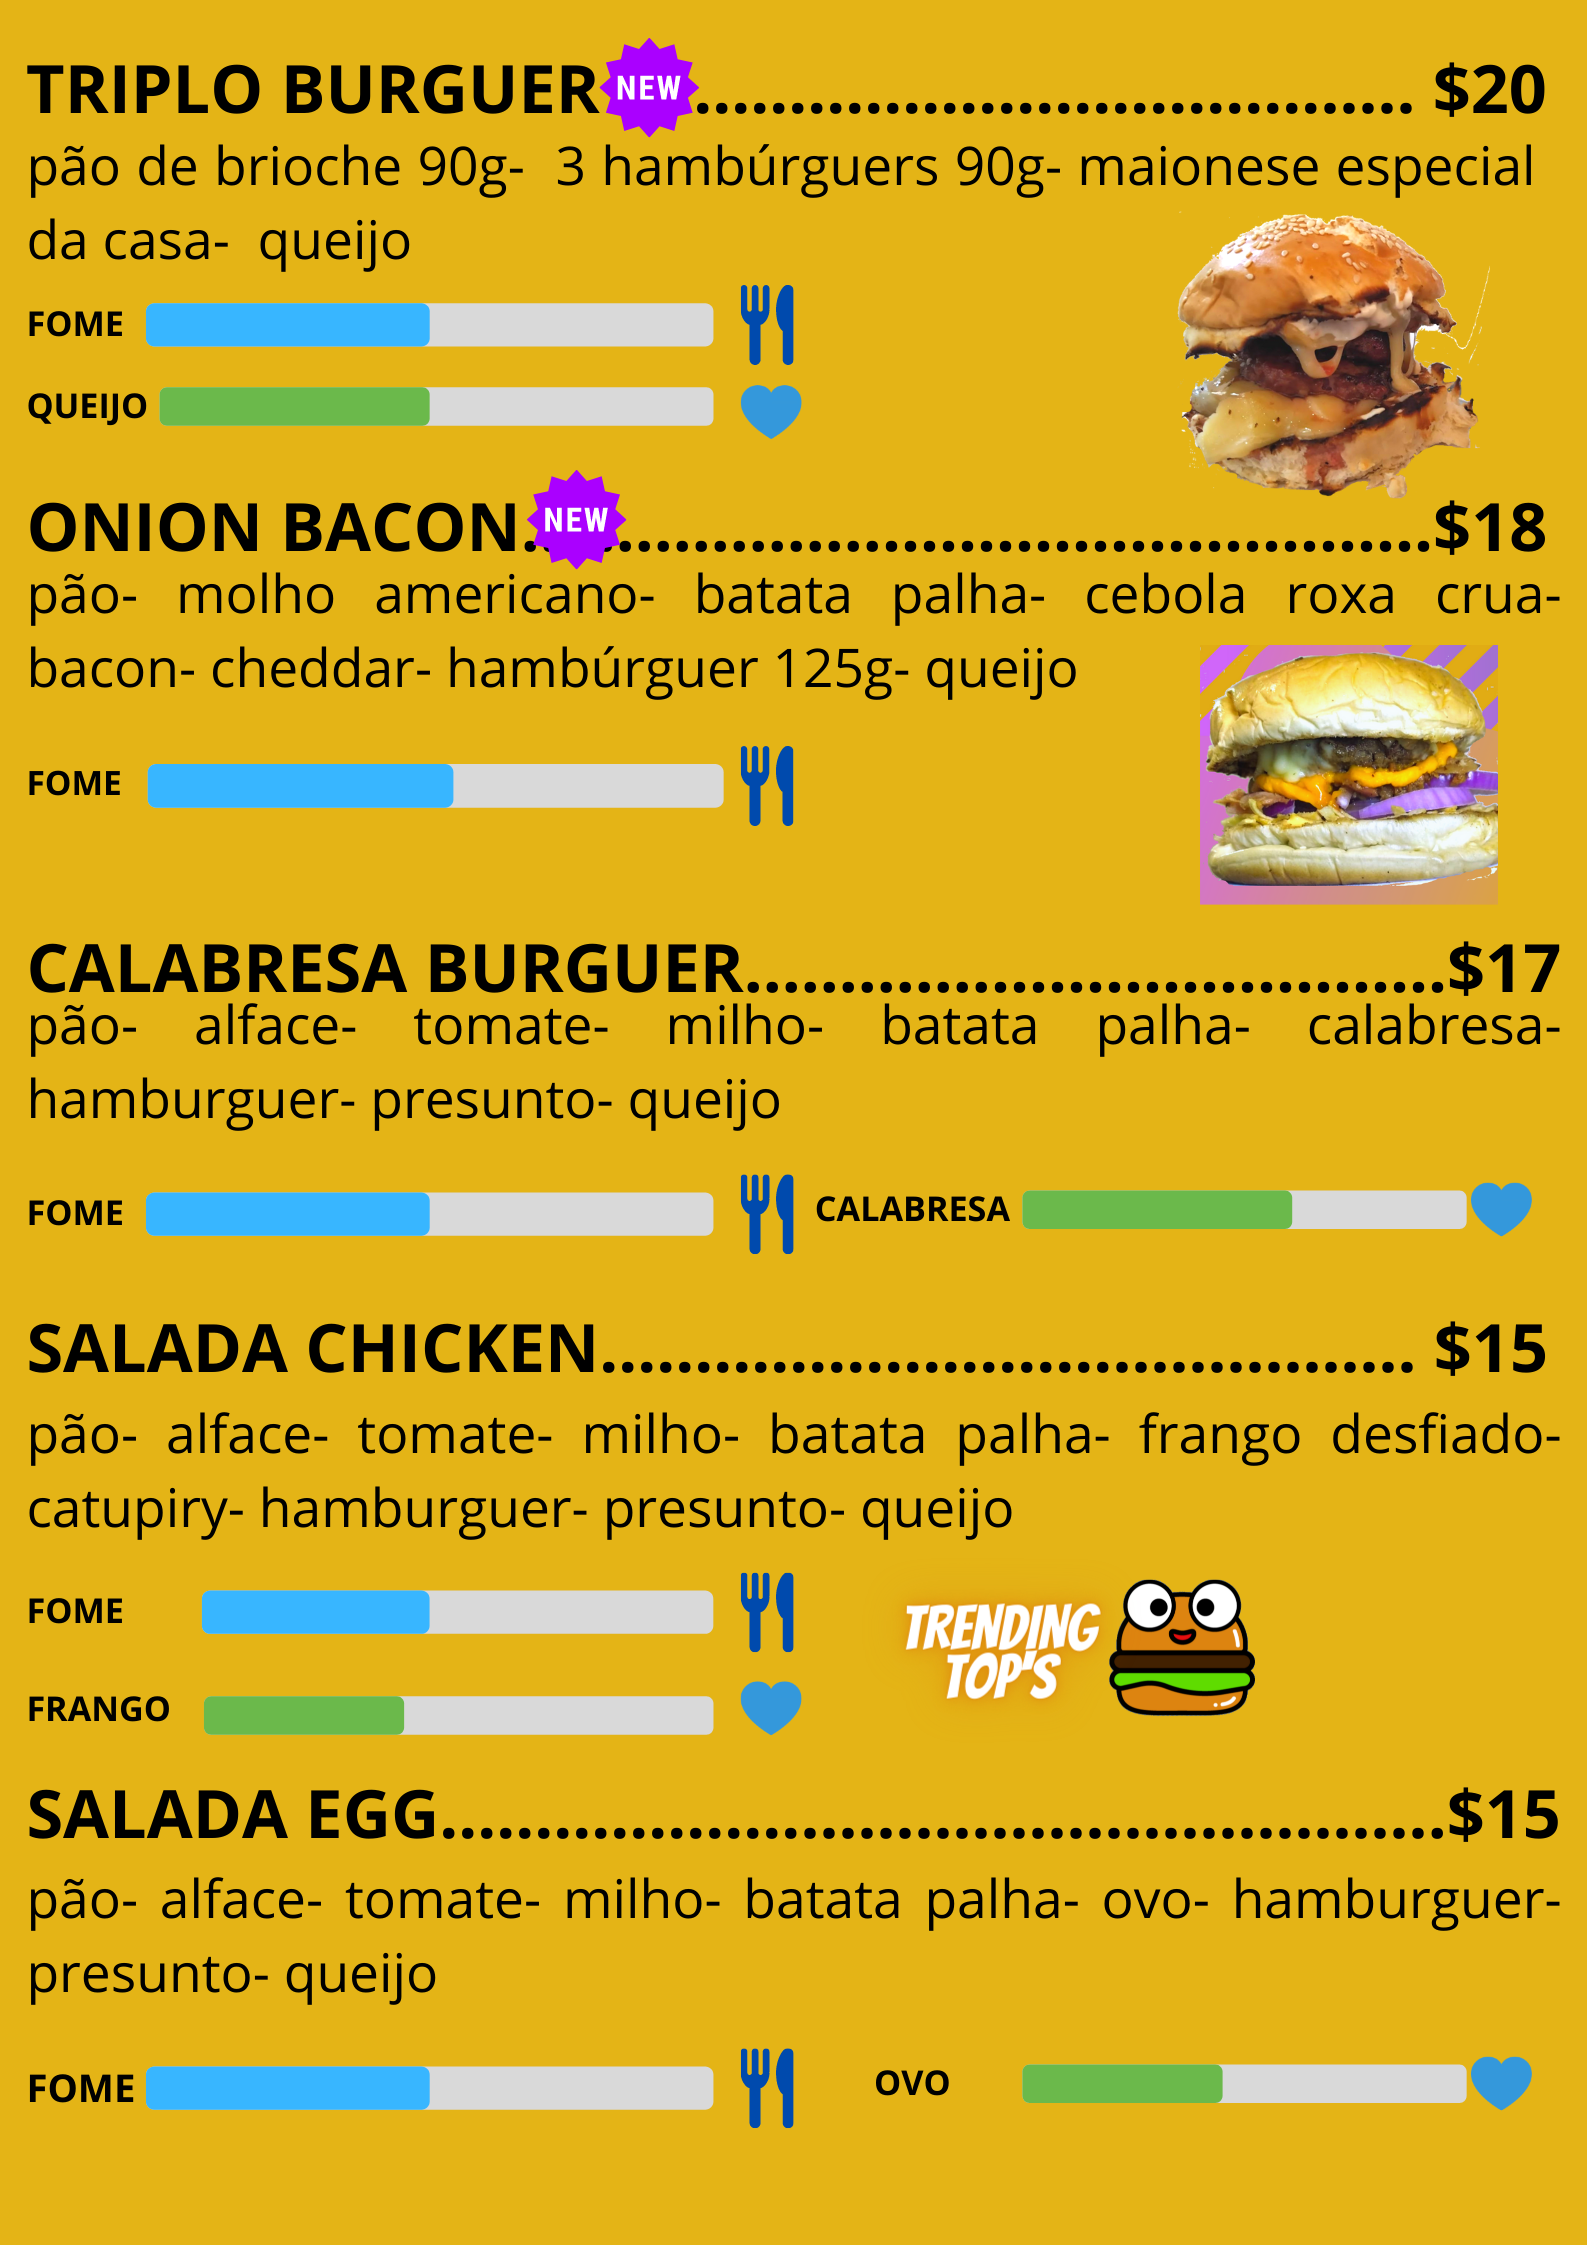 TRIPLO BURGUER NEW...................................... $20
pão de brioche 90g- 3 hambúrguers 90g- maionese especial
da casa- queijo
FOME
QUEIJO
ONION BACON NEW...........................................$18
pão- molho americano- batata palha- cebola roxa crua-
bacon- cheddar- hambúrguer 125g- queijo
FOME
CALABRESA BURGUER.....................................$17
pão- alface- tomate- milho- batata palha- calabresa-
hamburguer- presunto- queijo
FOME CALABRESA
SALADA CHICKEN........................................... $15
pão- alface- tomate- milho- batata palha- frango desfiado-
catupiry- hamburguer- presunto- queijo
FOME
TRENDING
TOP'S
FRANGO
SALADA EGG.....................................................$15
pão- alface- tomate- milho- batata palha- ovo- hamburguer-
presunto- queijo
FOME OVO